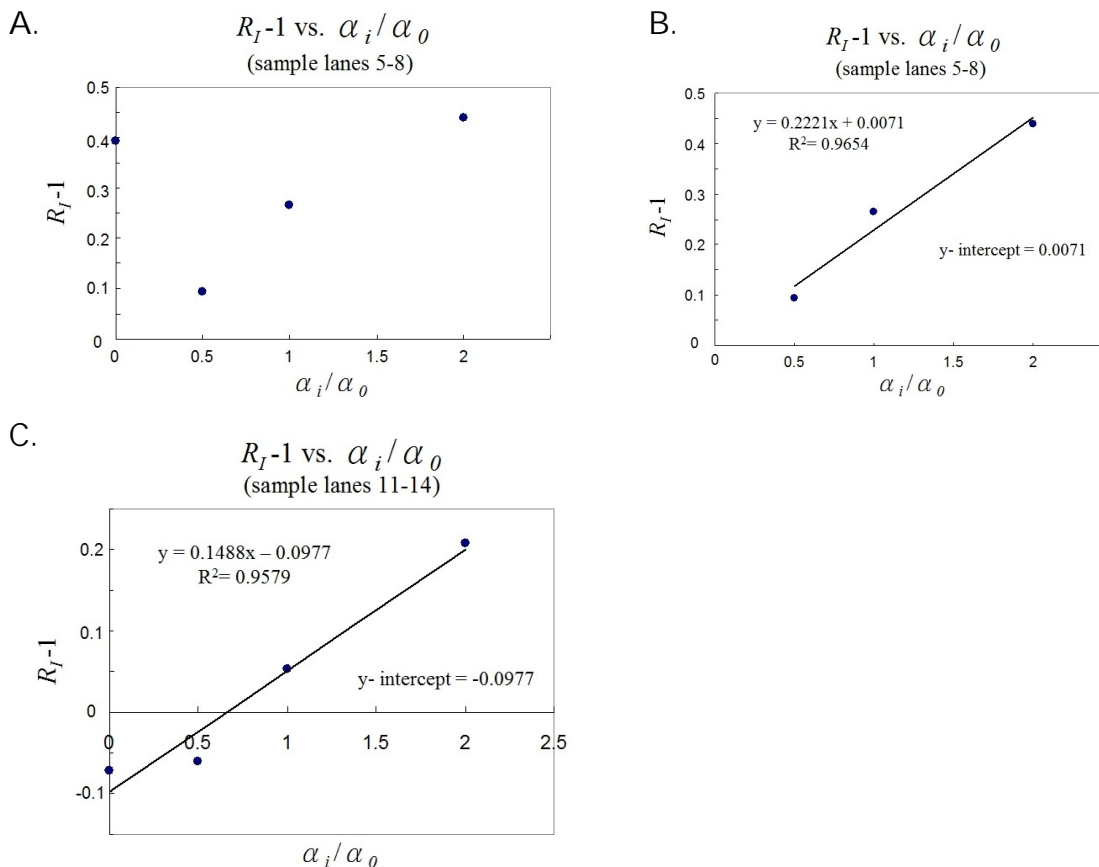 A.
R_I-1 vs. α_i/α_0
(sample lanes 5-8)
0.5
0.4
0.3
0.2
0.1
0
R_I-1
0 0.5 1 1.5 2
α_i/α_0
B.
R_I-1 vs. α_i/α_0
(sample lanes 5-8)
0.5
0.4
0.3
0.2
0.1
0
R_I-1
y = 0.2221x + 0.0071
R²= 0.9654
y- intercept = 0.0071
0 0.5 1 1.5 2
α_i/α_0
C.
R_I-1 vs. α_i/α_0
(sample lanes 11-14)
0.2
0.1
0
-0.1
R_I-1
y = 0.1488x – 0.0977
R²= 0.9579
y- intercept = -0.0977
0 0.5 1 1.5 2 2.5
α_i/α_0